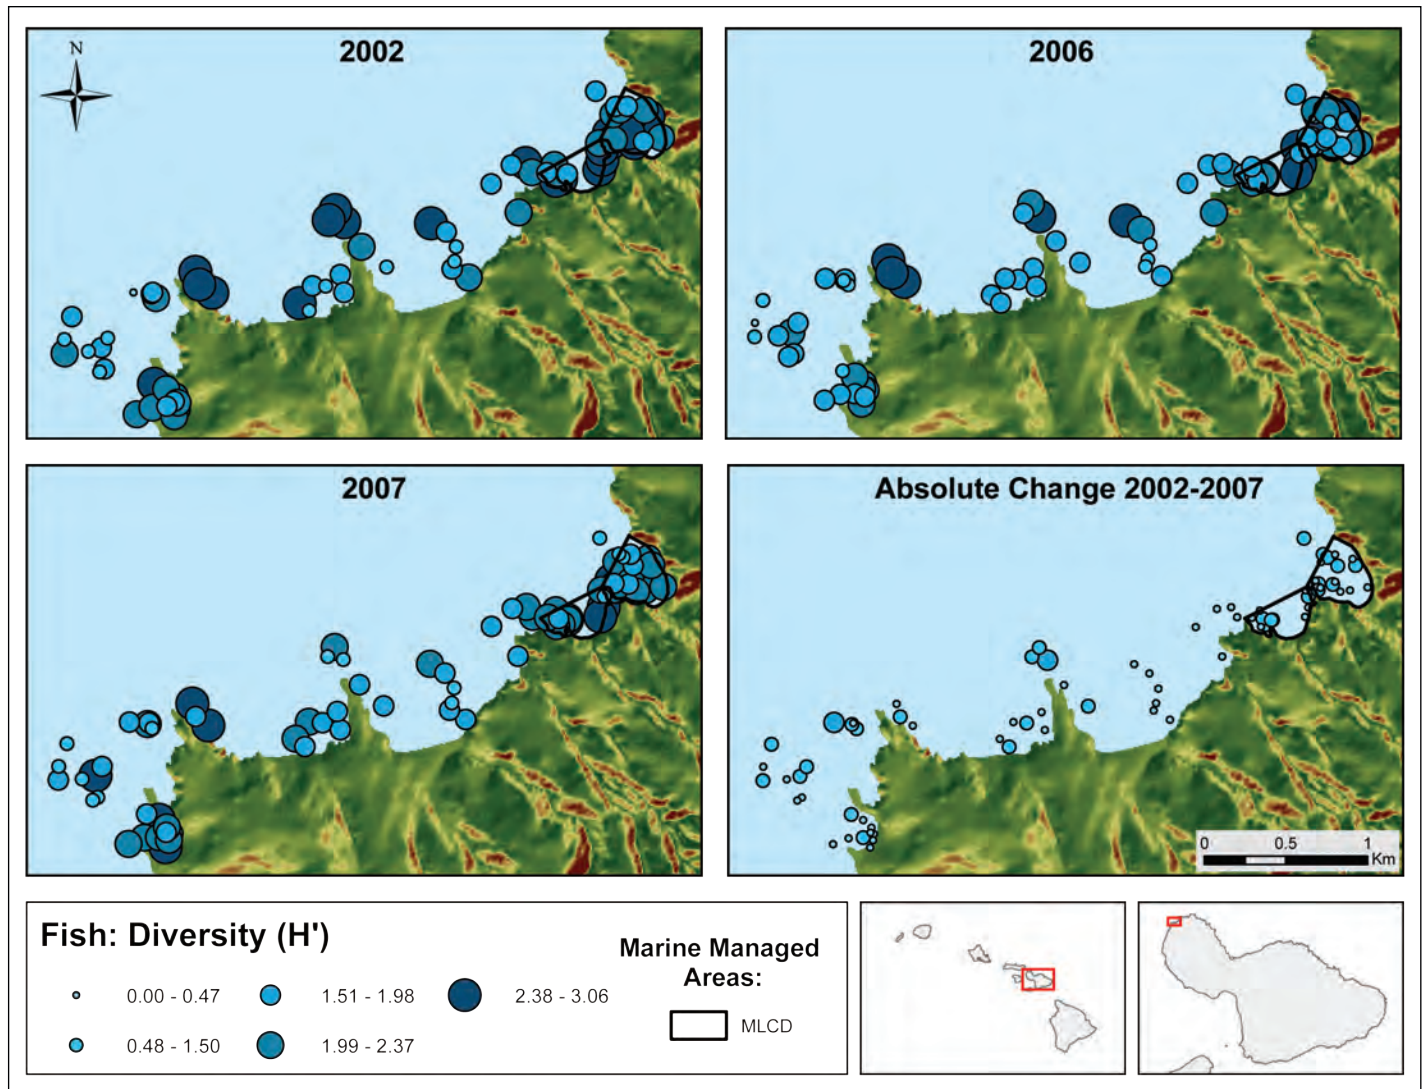 2002
N
2006
2007
Absolute Change 2002-2007
0 0.5 1
Km
Fish: Diversity (H')
0.00 - 0.47
1.51 - 1.98
2.38 - 3.06
0.48 - 1.50
1.99 - 2.37
Marine Managed
Areas:
MLCD